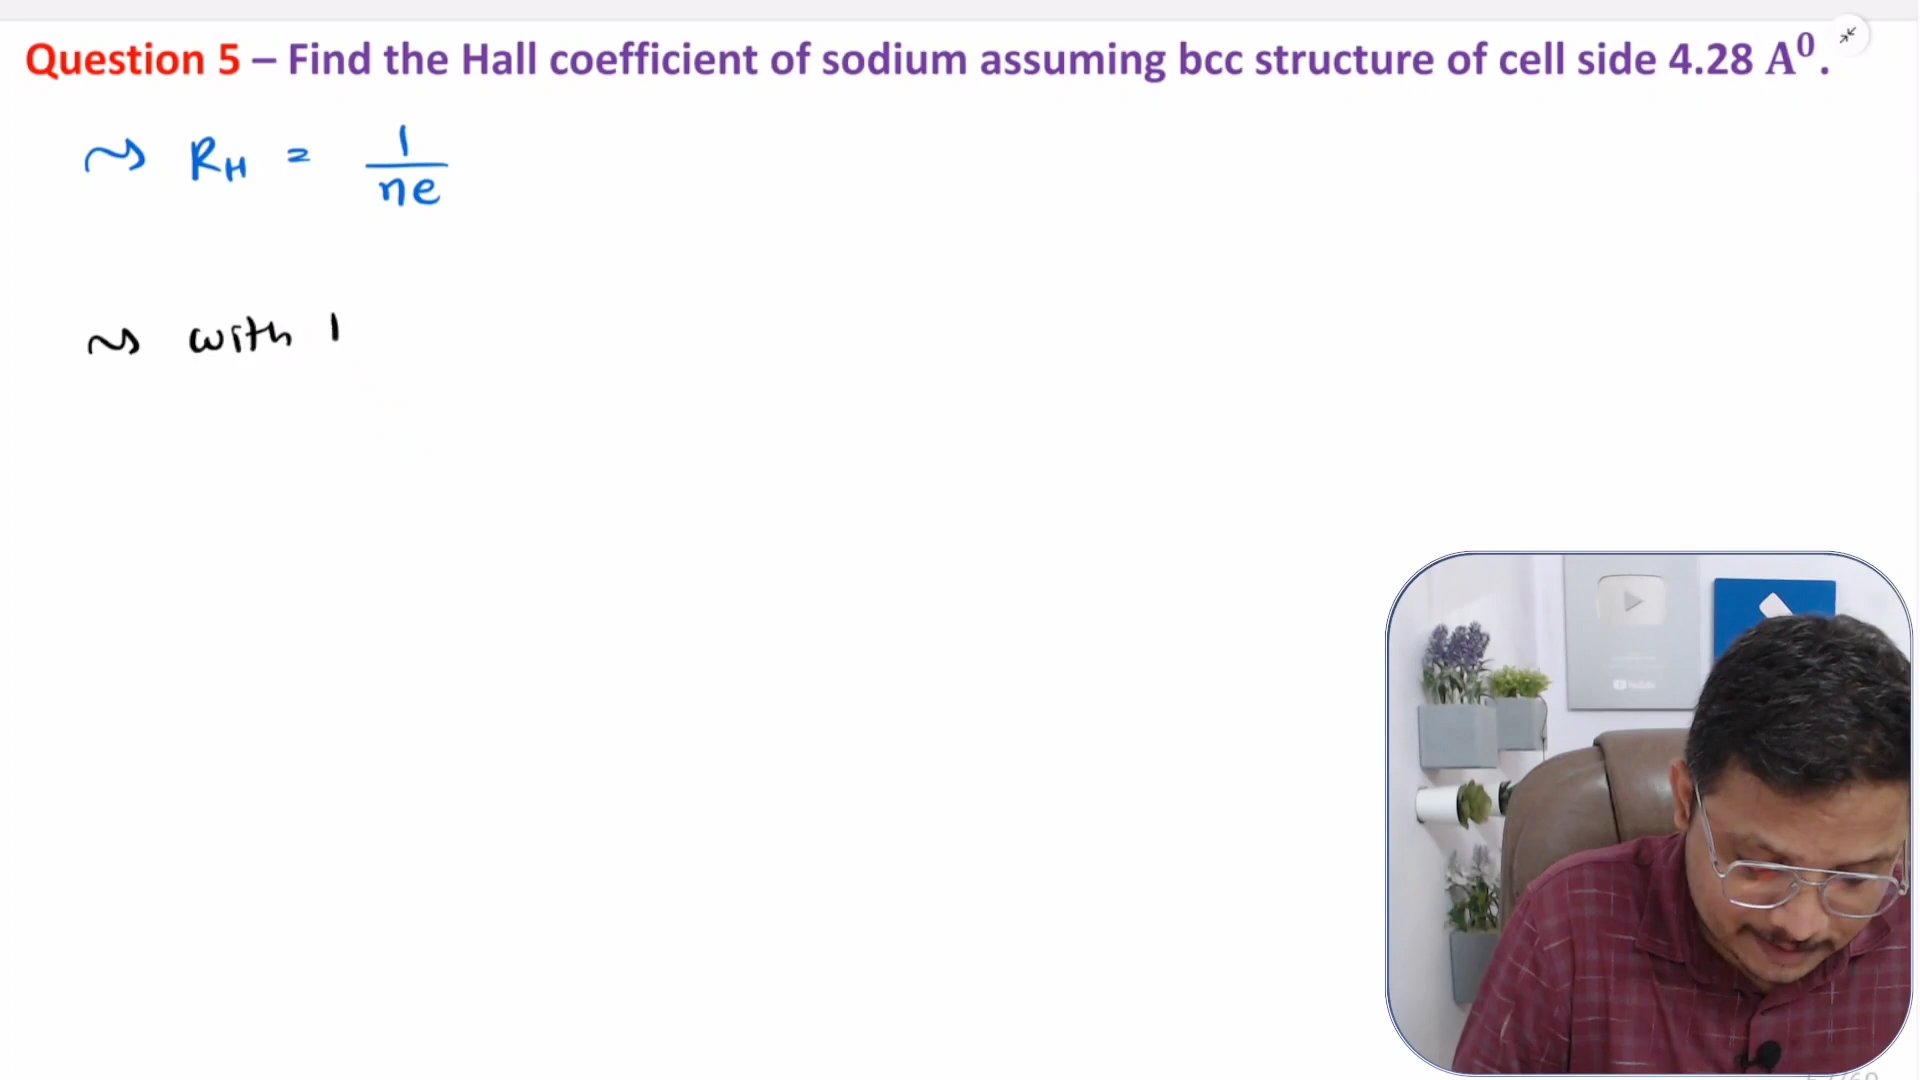 Question 5 – Find the Hall coefficient of sodium assuming bcc structure of cell side 4.28 A⁰.
~> R_H = 1/ne
~> with 1
YouTube